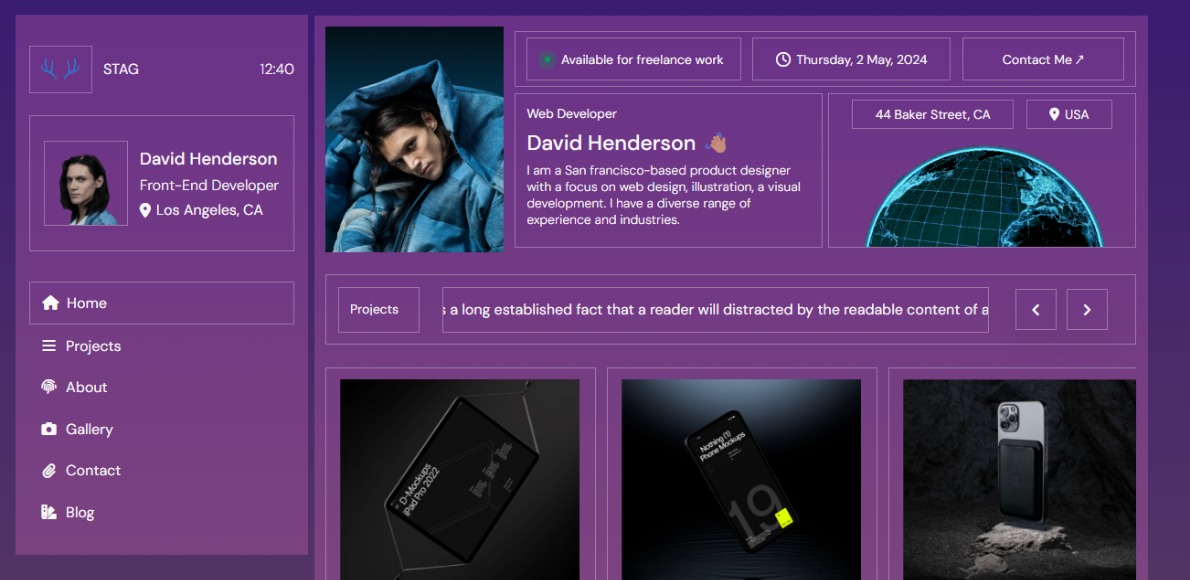 STAG
12:40
David Henderson
Front-End Developer
Los Angeles, CA
Home
Projects
About
Gallery
Contact
Blog
Available for freelance work
Thursday, 2 May, 2024
Contact Me ↗
Web Developer
David Henderson 👋🏽
I am a San francisco-based product designer
with a focus on web design, illustration, a visual
development. I have a diverse range of
experience and industries.
44 Baker Street, CA
USA
Projects
s a long established fact that a reader will distracted by the readable content of a
D-Mockups
iPad Pro 2022
Nothing (1)
Phone Mockups
19